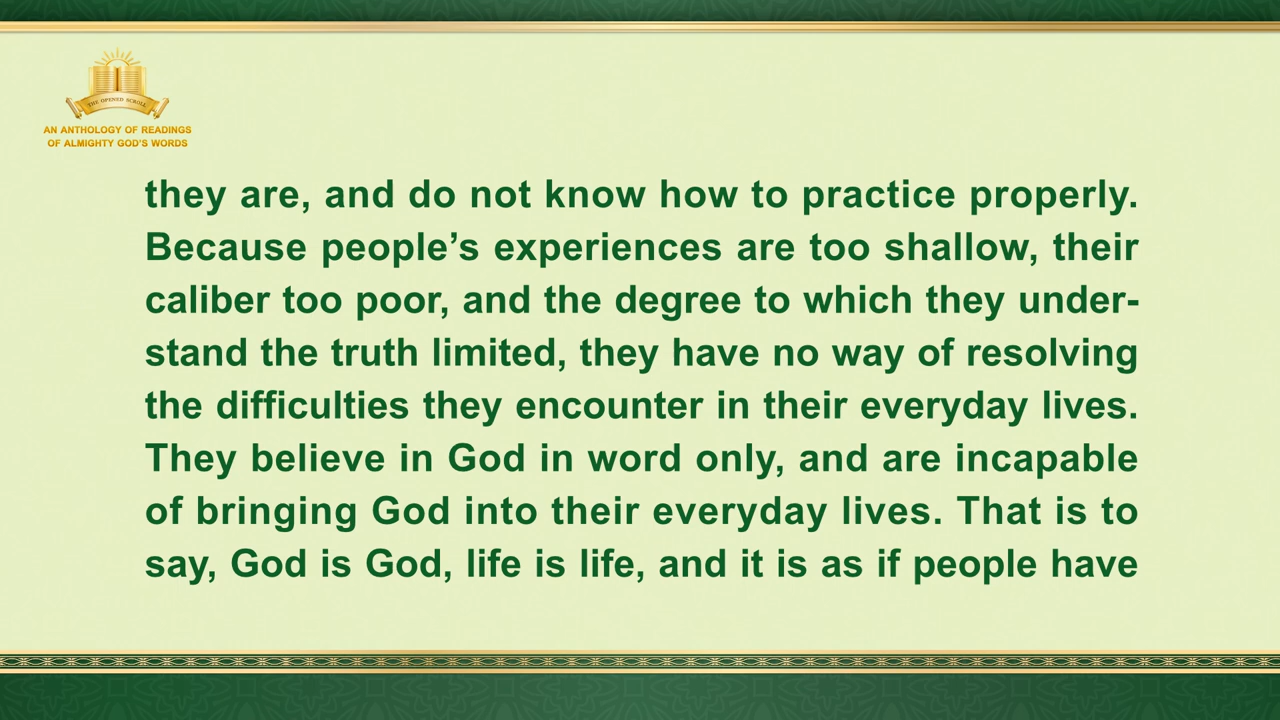 THE OPENED SCROLL
AN ANTHOLOGY OF READINGS
OF ALMIGHTY GOD'S WORDS
they are, and do not know how to practice properly.
Because people’s experiences are too shallow, their
caliber too poor, and the degree to which they under-
stand the truth limited, they have no way of resolving
the difficulties they encounter in their everyday lives.
They believe in God in word only, and are incapable
of bringing God into their everyday lives. That is to
say, God is God, life is life, and it is as if people have